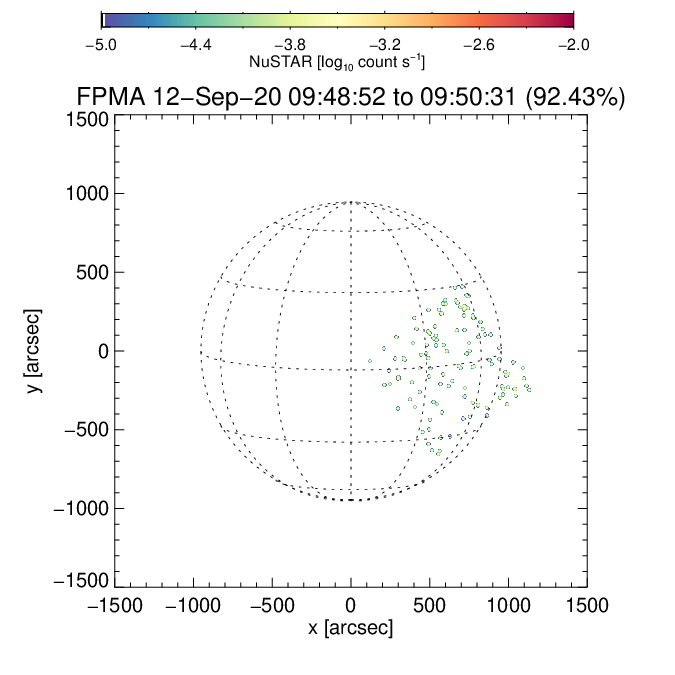 −5.0 −4.4 −3.8 −3.2 −2.6 −2.0
NuSTAR [log₁₀ count s⁻¹]
FPMA 12−Sep−20 09:48:52 to 09:50:31 (92.43%)
1500
1000
500
0
−500
−1000
−1500
y [arcsec]
−1500 −1000 −500 0 500 1000 1500
x [arcsec]